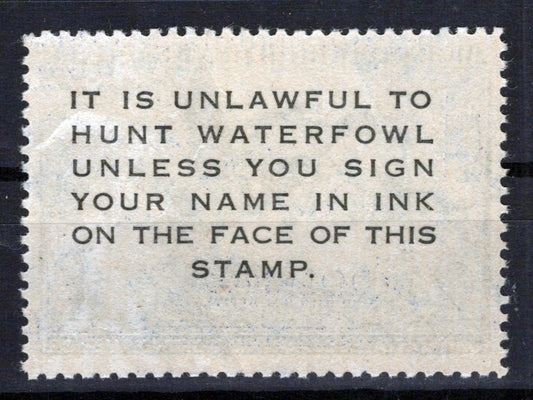 IT IS UNLAWFUL TO
HUNT WATERFOWL
UNLESS YOU SIGN
YOUR NAME IN INK
ON THE FACE OF THIS
STAMP.